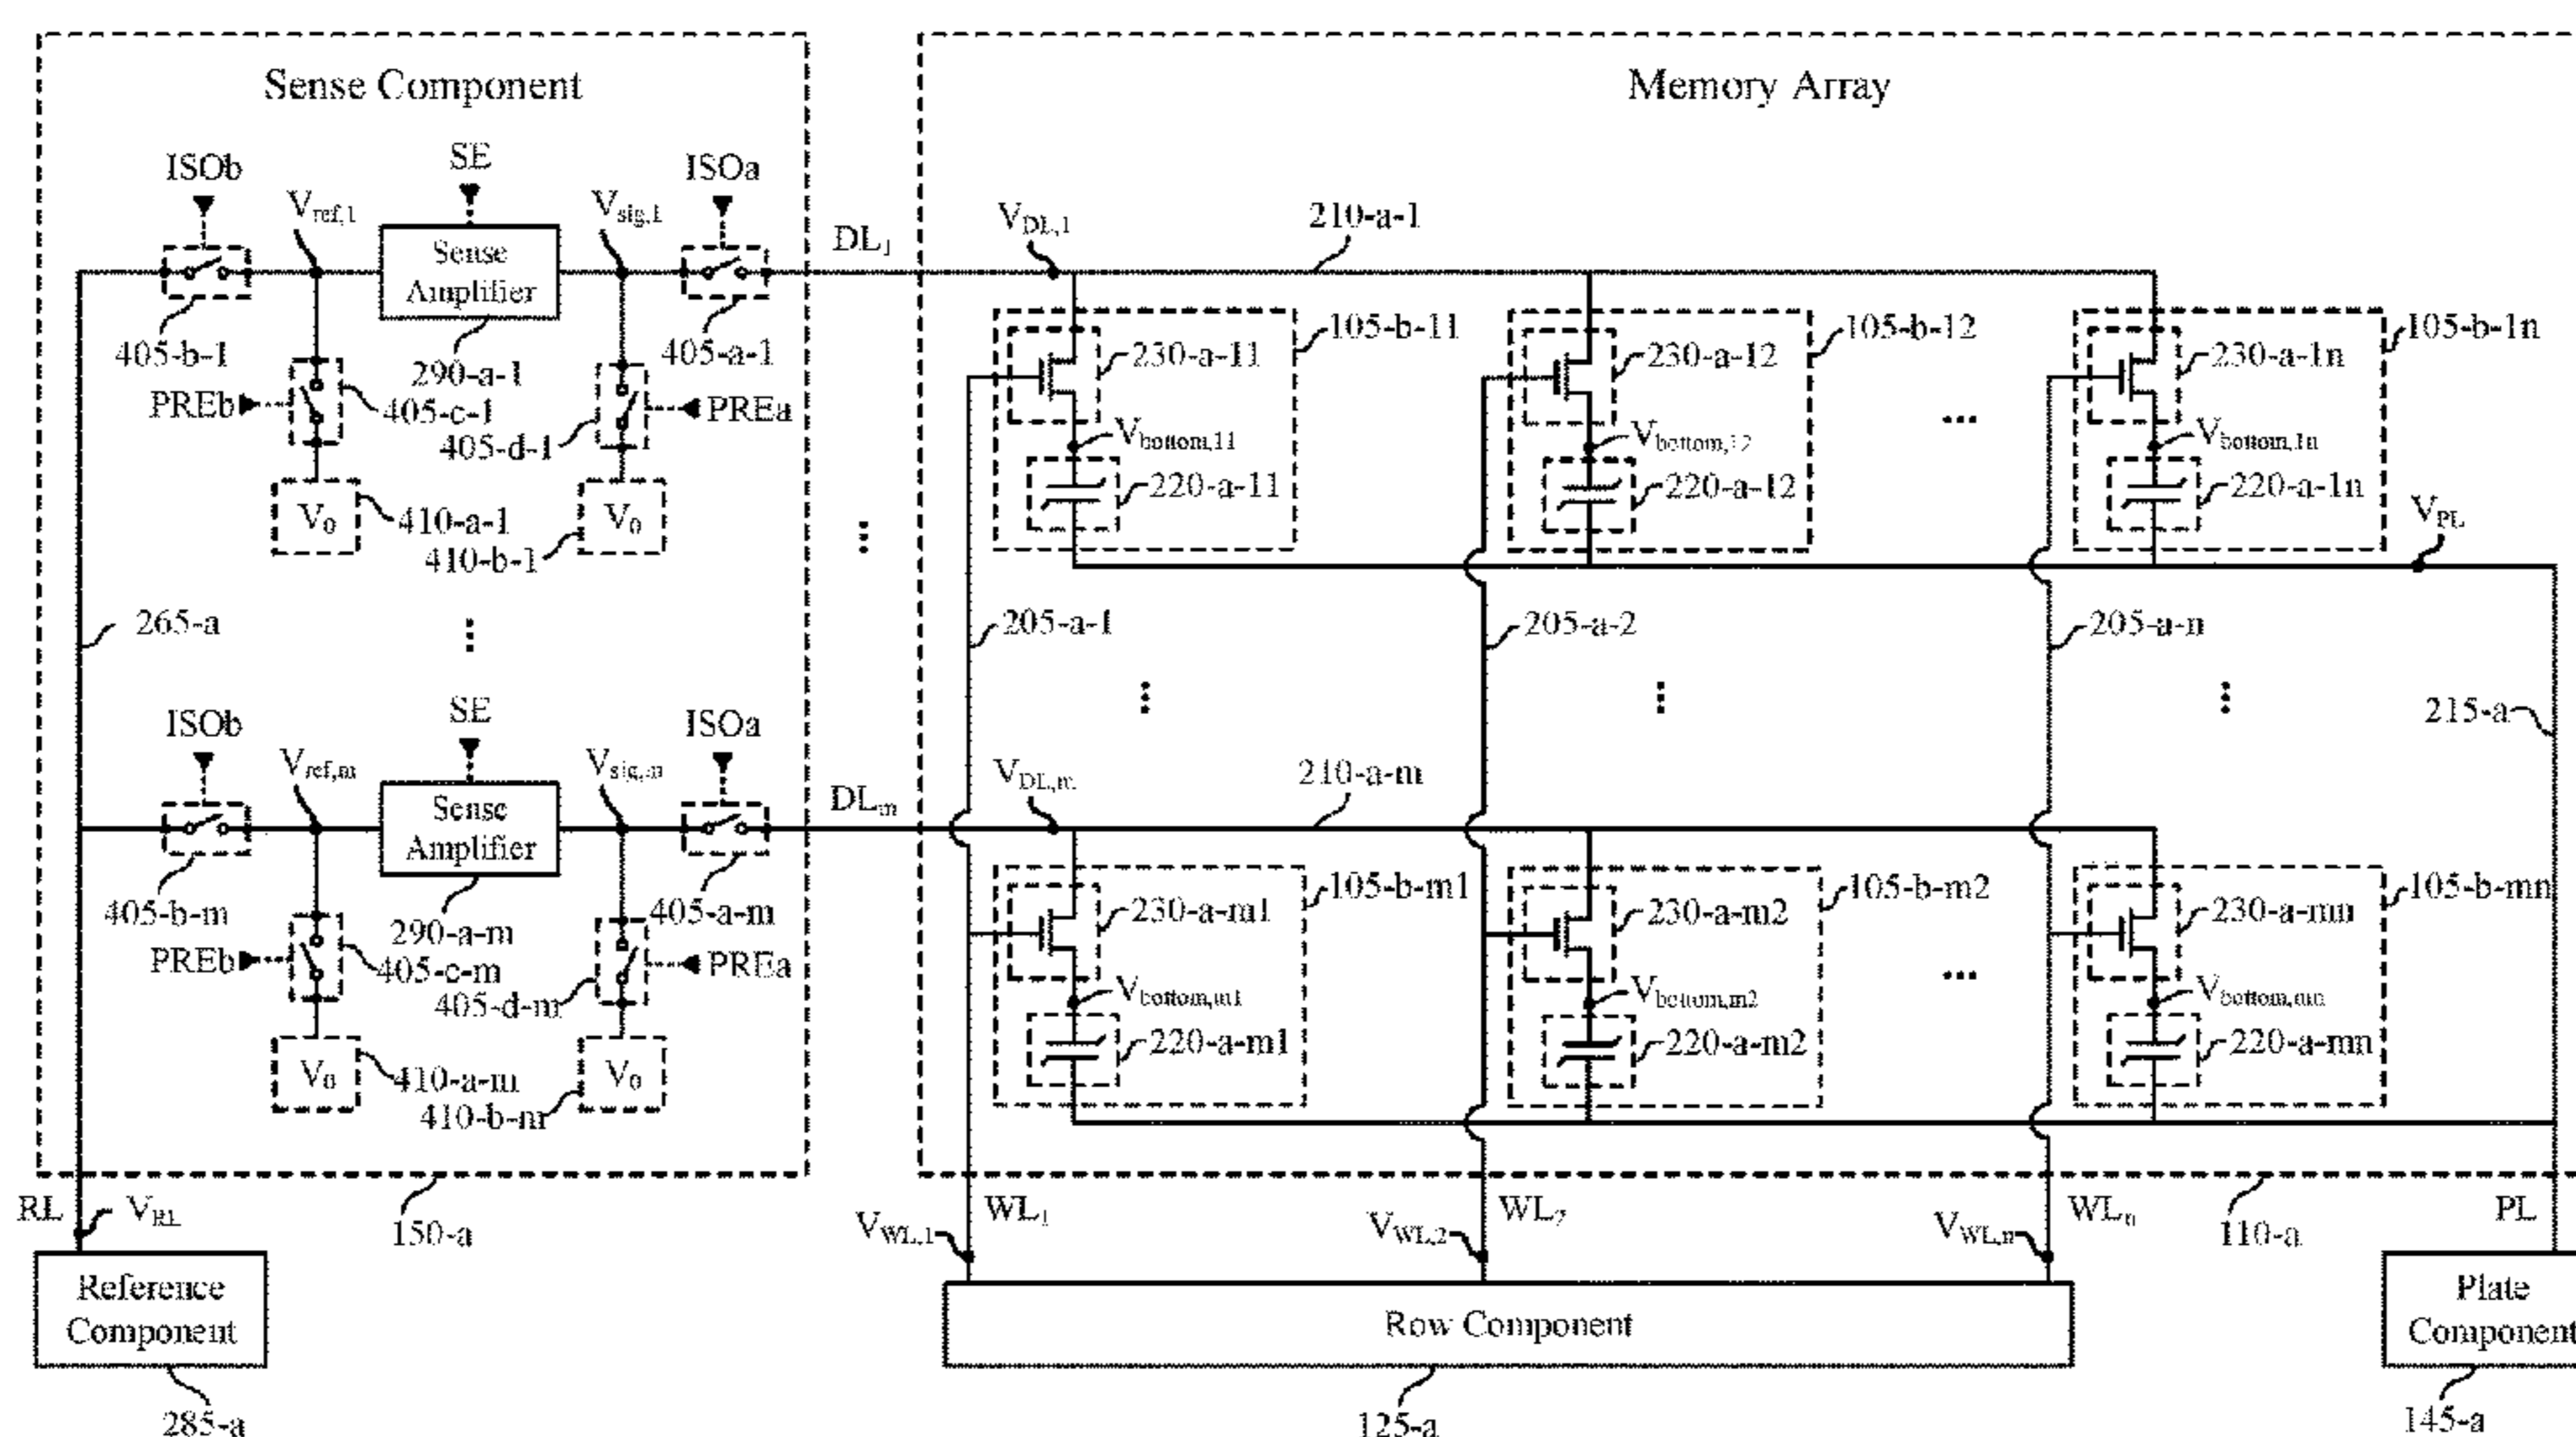 Sense Component
Memory Array
ISOb
SE
ISOa
Vref,1
Vsig,1
Sense
Amplifier
DL1
VDL,1
210-a-1
405-b-1
290-a-1
405-a-1
PREb
405-c-1
405-d-1
PREa
V0
410-a-1
V0
410-b-1
105-b-11
230-a-11
Vbottom,11
220-a-11
105-b-12
230-a-12
Vbottom,12
220-a-12
...
105-b-1n
230-a-1n
Vbottom,1n
220-a-1n
VPL
265-a
205-a-1
205-a-2
205-a-n
215-a
ISOb
SE
ISOa
Vref,m
Vsig,m
Sense
Amplifier
DLm
VDL,m
210-a-m
405-b-m
290-a-m
405-a-m
PREb
405-c-m
405-d-m
PREa
V0
410-a-m
V0
410-b-m
105-b-m1
230-a-m1
Vbottom,m1
220-a-m1
105-b-m2
230-a-m2
Vbottom,m2
220-a-m2
...
105-b-mn
230-a-mn
Vbottom,mn
220-a-mn
RL
VRL
150-a
VWL,1
WL1
VWL,2
WL2
VWL,n
WLn
110-a
PL
Reference
Component
Row Component
Plate
Component
285-a
125-a
145-a